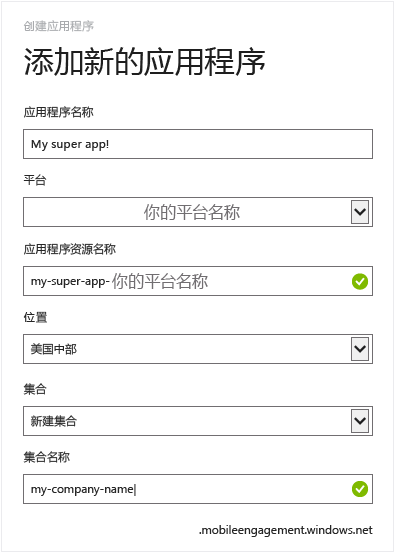 创建应用程序
添加新的应用程序
应用程序名称
My super app!
平台
你的平台名称
应用程序资源名称
my-super-app-你的平台名称
位置
美国中部
集合
新建集合
集合名称
my-company-name
.mobileengagement.windows.net